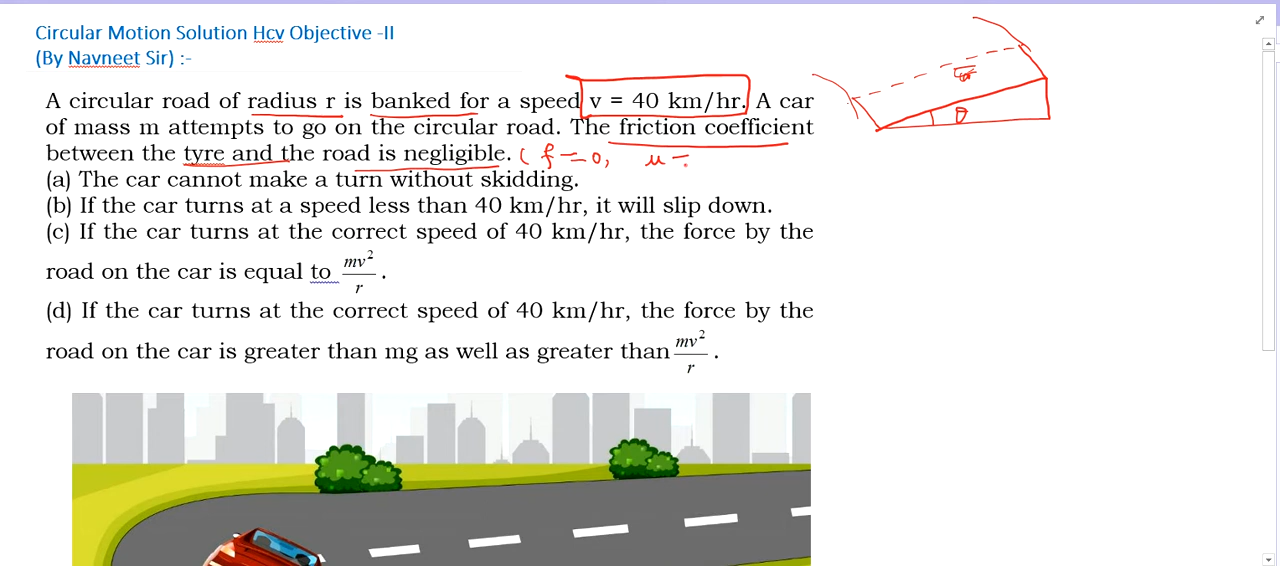 Circular Motion Solution Hcv Objective -II
(By Navneet Sir) :-
A circular road of radius r is banked for a speed v = 40 km/hr. A car
of mass m attempts to go on the circular road. The friction coefficient
between the tyre and the road is negligible. ( f = 0, μ =
(a) The car cannot make a turn without skidding.
(b) If the car turns at a speed less than 40 km/hr, it will slip down.
(c) If the car turns at the correct speed of 40 km/hr, the force by the
road on the car is equal to mv²/r .
(d) If the car turns at the correct speed of 40 km/hr, the force by the
road on the car is greater than mg as well as greater than mv²/r .
θ